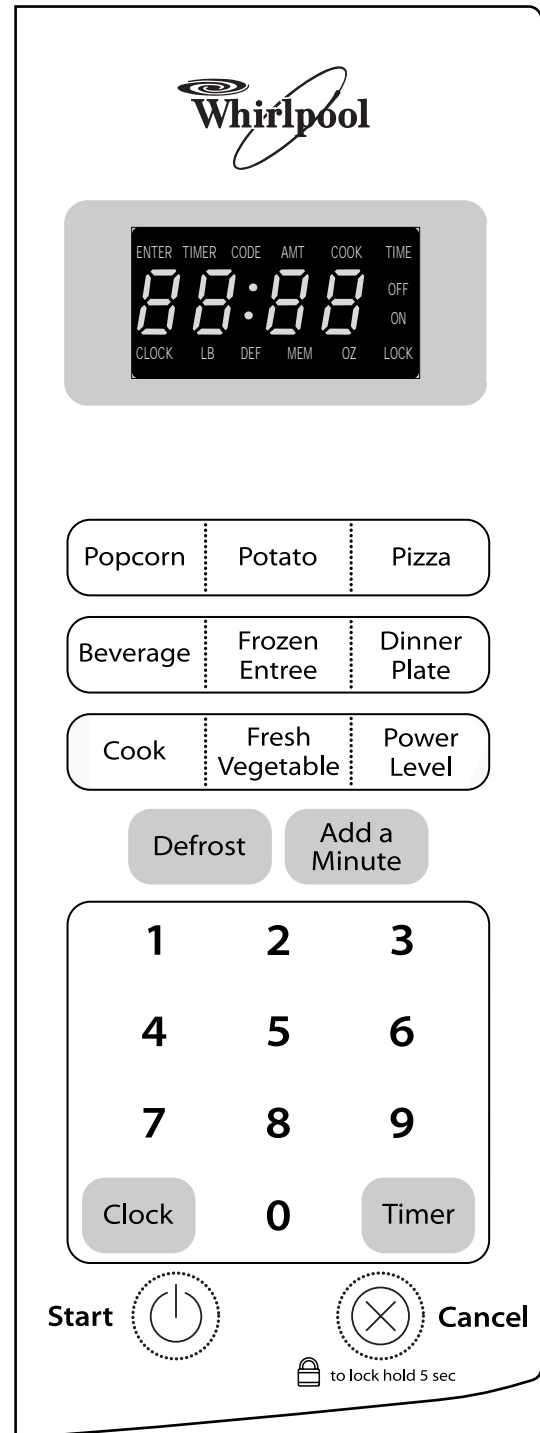 Whirlpool
ENTER TIMER CODE AMT COOK TIME
88:88
OFF
ON
CLOCK LB DEF MEM OZ LOCK
Popcorn Potato Pizza
Beverage Frozen Entree Dinner Plate
Cook Fresh Vegetable Power Level
Defrost Add a Minute
1 2 3
4 5 6
7 8 9
Clock 0 Timer
Start Cancel
to lock hold 5 sec